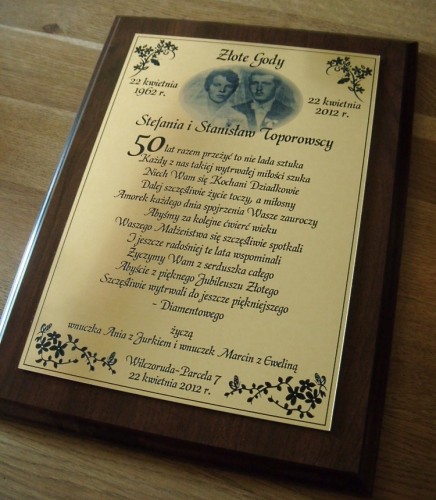 Złote Gody
22 kwietnia
1962 r.
22 kwietnia
2012 r.
Stefania i Stanisław Toporowscy
50 lat razem przeżyć to nie lada sztuka
Każdy z nas takiej wytrwałej miłości szuka
Niech Wam się Kochani Dziadkowie
Dalej szczęśliwie życie toczy, a miłosny
Amorek każdego dnia spojrzenia Wasze zauroczy
Abyśmy za kolejne ćwierć wieku
Waszego Małżeństwa się szczęśliwie spotkali
I jeszcze radośniej te lata wspominali
Życzymy Wam z serduszka całego
Abyście z pięknego Jubileuszu Złotego
Szczęśliwie wytrwali do jeszcze piękniejszego
- Diamentowego
życzą
wnuczka Ania z Jurkiem i wnuczek Marcin z Eweliną
Wilczoruda-Parcela 7
22 kwietnia 2012 r.